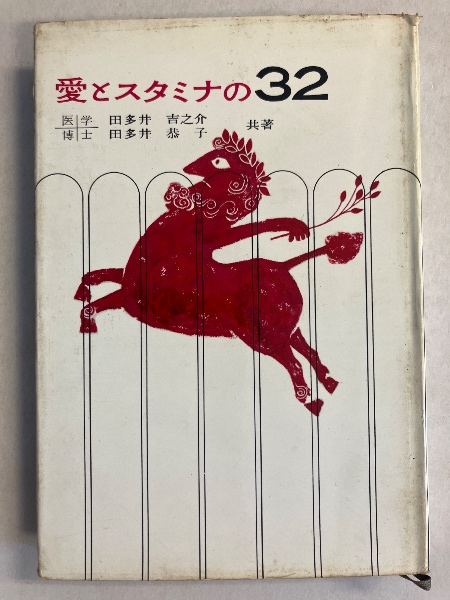 愛とスタミナの32
医学 田多井 吉之介
博士 田多井 恭子 共著